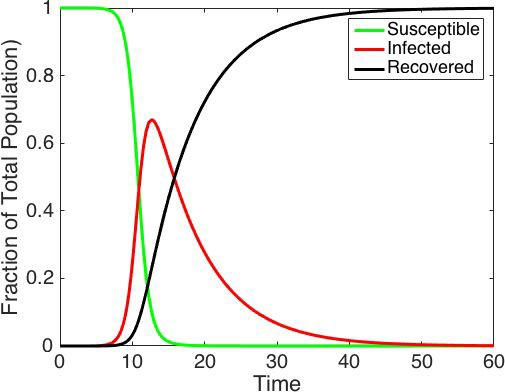 Fraction of Total Population)
1
0.8
0.6
0.4
0.2
0
Susceptible
Infected
Recovered
0 10 20 30 40 50 60
Time